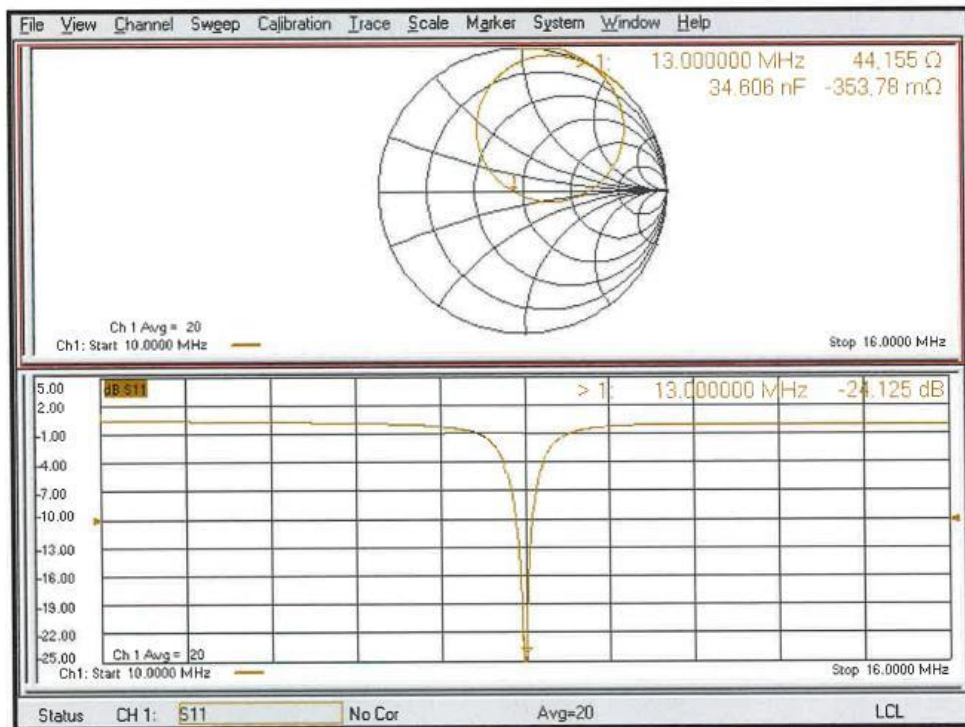 File View Channel Sweep Calibration Trace Scale Marker System Window Help
> 1: 13.000000 MHz 44.155 Ω
34.606 nF -353.78 mΩ
Ch 1 Avg = 20
Ch1: Start 10.0000 MHz
Stop 16.0000 MHz
5.00
dB S11
> 1: 13.000000 MHz -24.125 dB
2.00
-1.00
-4.00
-7.00
-10.00
-13.00
-16.00
-19.00
-22.00
-25.00
Ch 1 Avg = 20
Ch1: Start 10.0000 MHz
Stop 16.0000 MHz
Status CH 1: S11 No Cor Avg=20 LCL